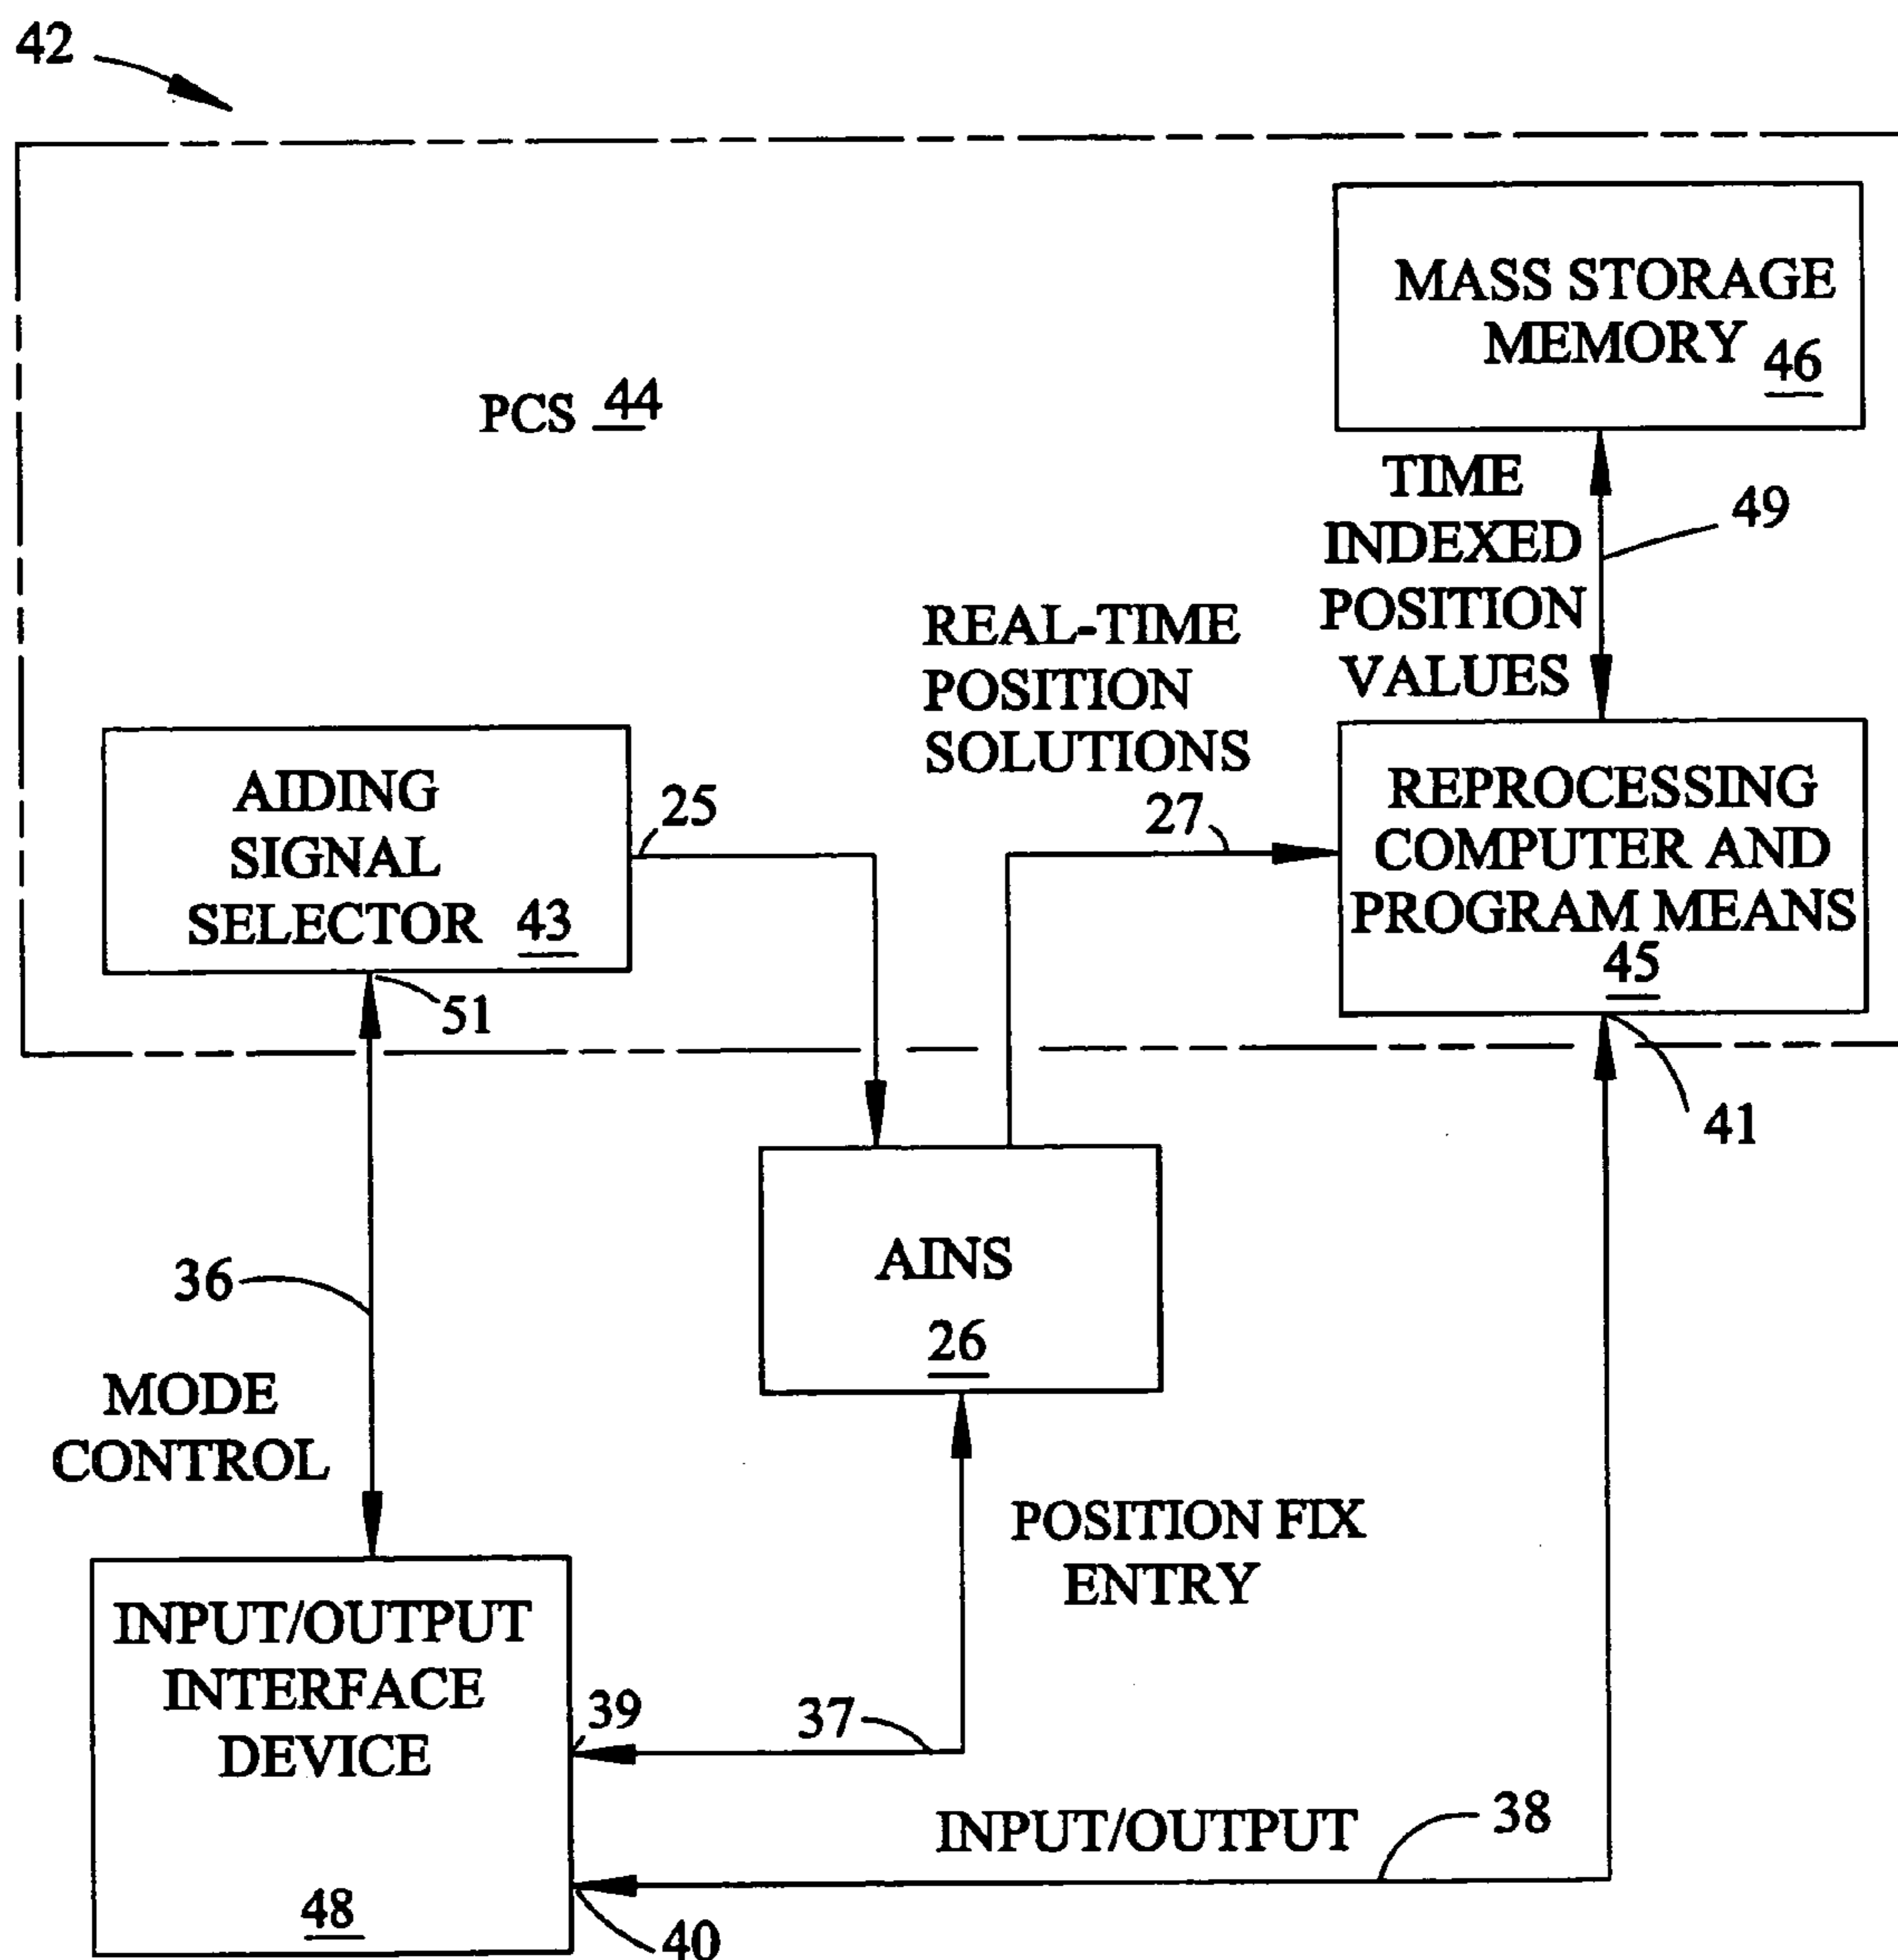 42
MASS STORAGE
MEMORY 46
PCS 44
TIME
INDEXED
POSITION
VALUES
49
REAL-TIME
POSITION
SOLUTIONS
27
AIDING
SIGNAL
SELECTOR 43
25
51
REPROCESSING
COMPUTER AND
PROGRAM MEANS
45
41
AINS
26
36
MODE
CONTROL
POSITION FIX
ENTRY
INPUT/OUTPUT
INTERFACE
DEVICE
48
39
37
INPUT/OUTPUT
38
40